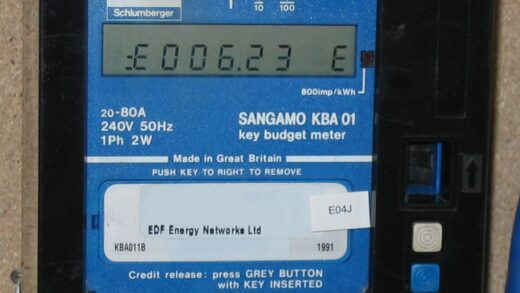 Schlumberger
1 1
10 100
£006.23 E
800imp/kWh
20-80A
240V 50Hz
1Ph 2W
SANGAMO KBA 01
key budget meter
Made in Great Britain
PUSH KEY TO RIGHT TO REMOVE
E04J
EDF Energy Networks Ltd
KBA011B 1991
Credit release: press GREY BUTTON
with KEY INSERTED